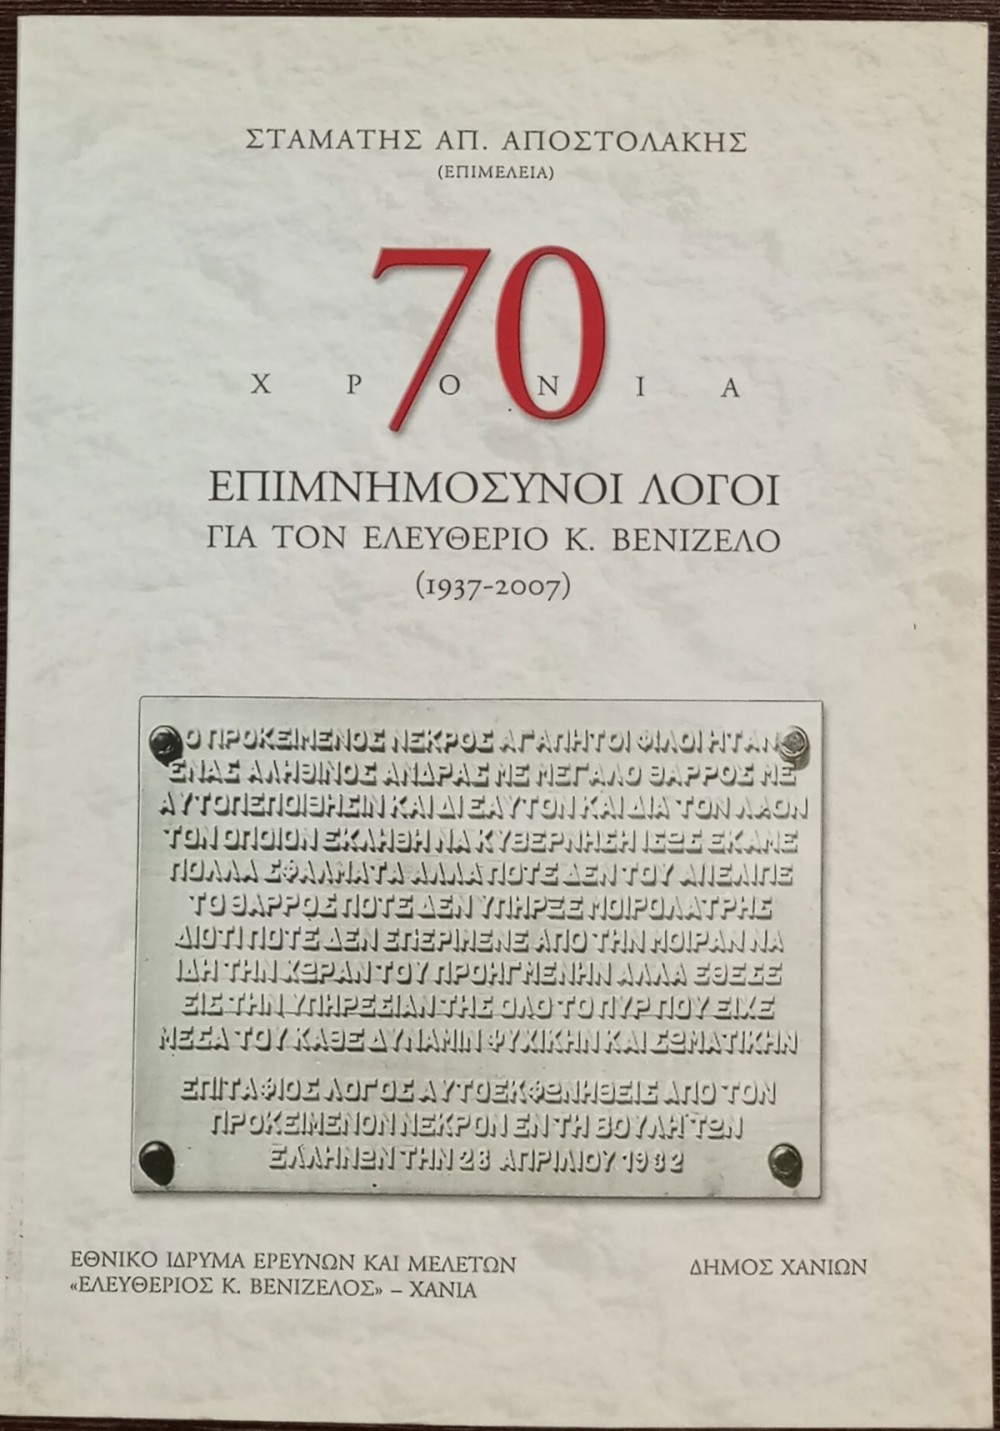 ΣΤΑΜΑΤΗΣ ΑΠ. ΑΠΟΣΤΟΛΑΚΗΣ
(ΕΠΙΜΕΛΕΙΑ)
70
ΧΡΟΝΙΑ
ΕΠΙΜΝΗΜΟΣΥΝΟΙ ΛΟΓΟΙ
ΓΙΑ ΤΟΝ ΕΛΕΥΘΕΡΙΟ Κ. ΒΕΝΙΖΕΛΟ
(1937-2007)
Ο ΠΡΟΚΕΙΜΕΝΟΣ ΝΕΚΡΟΣ ΑΓΑΠΗΤΟΙ ΦΙΛΟΙ ΗΤΑΝ
ΕΝΑΣ ΑΛΗΘΙΝΟΣ ΑΝΔΡΑΣ ΜΕ ΜΕΓΑΛΟ ΘΑΡΡΟΣ ΜΕ
ΑΥΤΟΠΕΠΟΙΘΗΣΙΝ ΚΑΙ ΔΙ ΕΑΥΤΟΝ ΚΑΙ ΔΙΑ ΤΟΝ ΛΑΟΝ
ΤΟΝ ΟΠΟΙΟΝ ΕΚΛΗΘΗ ΝΑ ΚΥΒΕΡΝΗΣΗ ΙΣΩΣ ΕΚΑΜΕ
ΠΟΛΛΑ ΣΦΑΛΜΑΤΑ ΑΛΛΑ ΠΟΤΕ ΔΕΝ ΤΟΥ ΑΠΕΛΙΠΕ
ΤΟ ΘΑΡΡΟΣ ΠΟΤΕ ΔΕΝ ΥΠΗΡΞΕ ΜΟΙΡΟΛΑΤΡΗΣ
ΔΙΟΤΙ ΠΟΤΕ ΔΕΝ ΕΠΕΡΙΜΕΝΕ ΑΠΟ ΤΗΝ ΜΟΙΡΑΝ ΝΑ
ΙΔΗ ΤΗΝ ΧΩΡΑΝ ΤΟΥ ΠΡΟΗΓΜΕΝΗΝ ΑΛΛΑ ΕΘΕΣΕ
ΕΙΣ ΤΗΝ ΥΠΗΡΕΣΙΑΝ ΤΗΣ ΟΛΟ ΤΟ ΠΥΡ ΠΟΥ ΕΙΧΕ
ΜΕΣΑ ΤΟΥ ΚΑΘΕ ΔΥΝΑΜΙΝ ΨΥΧΙΚΗΝ ΚΑΙ ΣΩΜΑΤΙΚΗΝ
ΕΠΙΤΑΦΙΟΣ ΛΟΓΟΣ ΑΥΤΟΕΚΦΩΝΗΘΕΙΣ ΑΠΟ ΤΟΝ
ΠΡΟΚΕΙΜΕΝΟΝ ΝΕΚΡΟΝ ΕΝ ΤΗ ΒΟΥΛΗ ΤΩΝ
ΕΛΛΗΝΩΝ ΤΗΝ 28 ΑΠΡΙΛΙΟΥ 1932
ΕΘΝΙΚΟ ΙΔΡΥΜΑ ΕΡΕΥΝΩΝ ΚΑΙ ΜΕΛΕΤΩΝ
«ΕΛΕΥΘΕΡΙΟΣ Κ. ΒΕΝΙΖΕΛΟΣ» – ΧΑΝΙΑ
ΔΗΜΟΣ ΧΑΝΙΩΝ